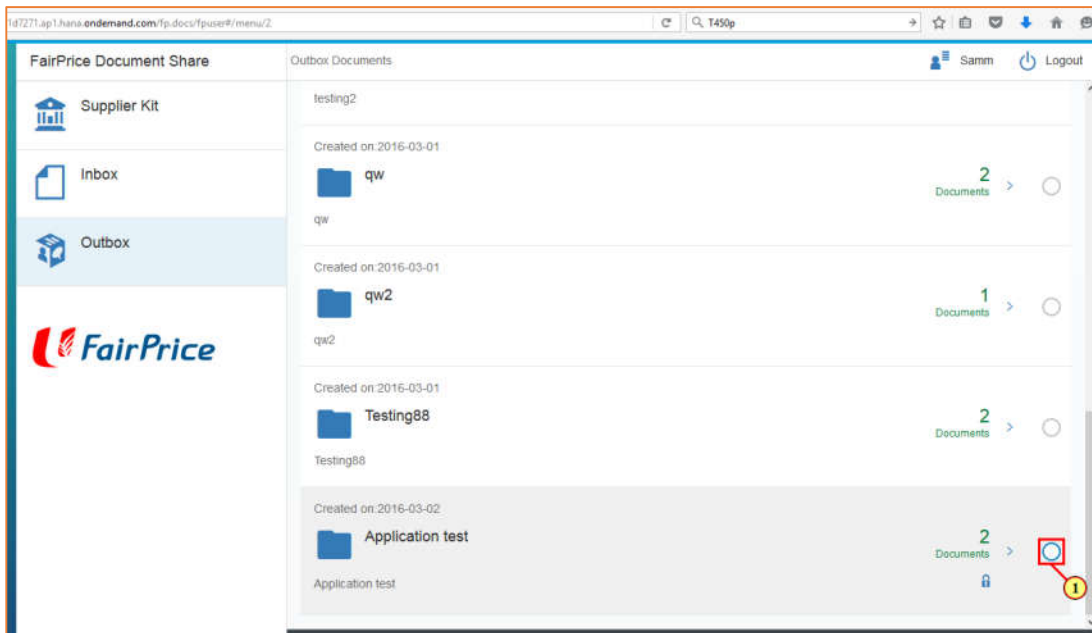 1d7271.ap1.hana.ondemand.com/fp.docs/fpuser#/menu/2
T450p
FairPrice Document Share
Outbox Documents
Samm
Logout
Supplier Kit
Inbox
Outbox
FairPrice
testing2
Created on:2016-03-01
qw
2
Documents
qw
Created on:2016-03-01
qw2
1
Documents
qw2
Created on:2016-03-01
Testing88
2
Documents
Testing88
Created on:2016-03-02
Application test
2
Documents
Application test
1